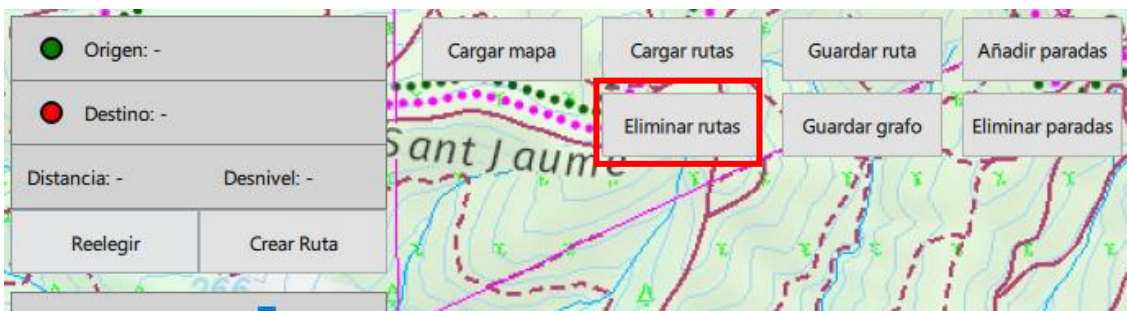 Origen: -
Cargar mapa
Cargar rutas
Guardar ruta
Añadir paradas
Destino: -
Eliminar rutas
Guardar grafo
Eliminar paradas
Sant Jaume
Distancia: -
Desnivel: -
Reelegir
Crear Ruta
266